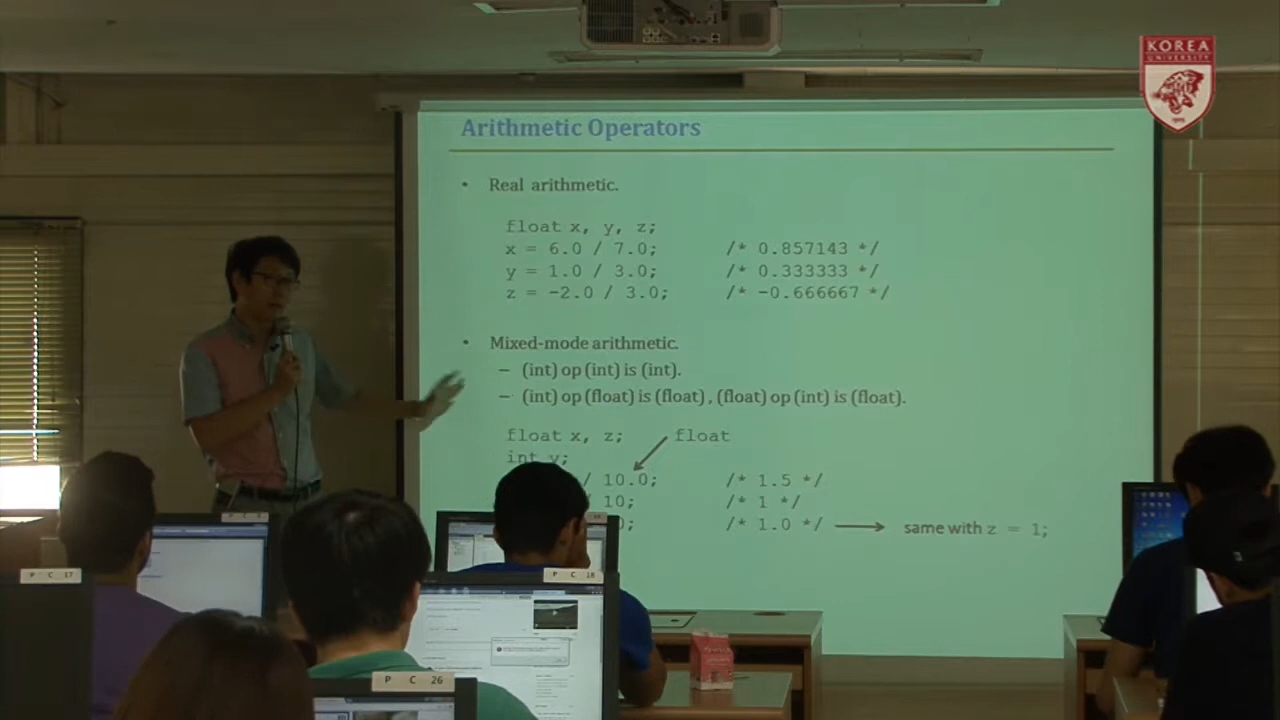 KOREA
UNIVERSITY
1905
Arithmetic Operators
• Real arithmetic.
float x, y, z;
x = 6.0 / 7.0; /* 0.857143 */
y = 1.0 / 3.0; /* 0.333333 */
z = -2.0 / 3.0; /* -0.666667 */
• Mixed-mode arithmetic.
– (int) op (int) is (int).
– (int) op (float) is (float) , (float) op (int) is (float).
float x, z; float
int y;
/ 10.0; /* 1.5 */
/ 10; /* 1 */
0; /* 1.0 */ same with z = 1;
P C 17
P C 18
P C 26